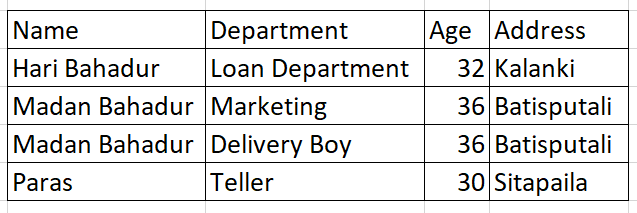 Name Department Age Address
Hari Bahadur Loan Department 32 Kalanki
Madan Bahadur Marketing 36 Batisputali
Madan Bahadur Delivery Boy 36 Batisputali
Paras Teller 30 Sitapaila